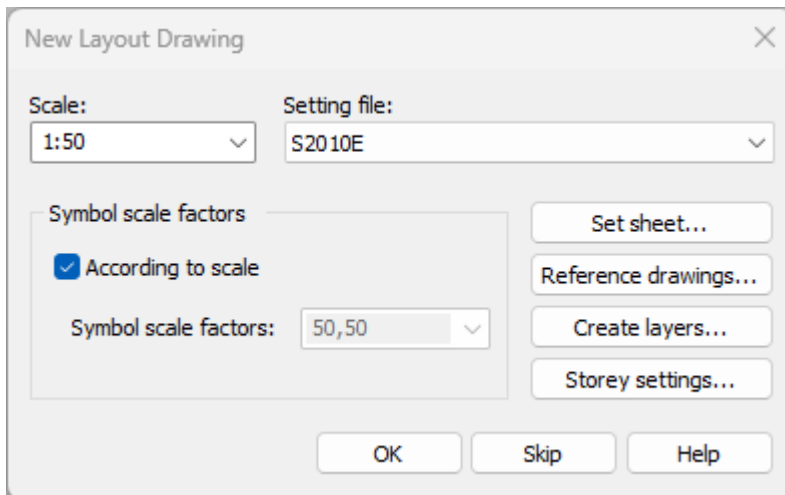 New Layout Drawing
Scale:
Setting file:
1:50
S2010E
Symbol scale factors
Set sheet...
According to scale
Reference drawings...
Symbol scale factors:
50,50
Create layers...
Storey settings...
OK
Skip
Help